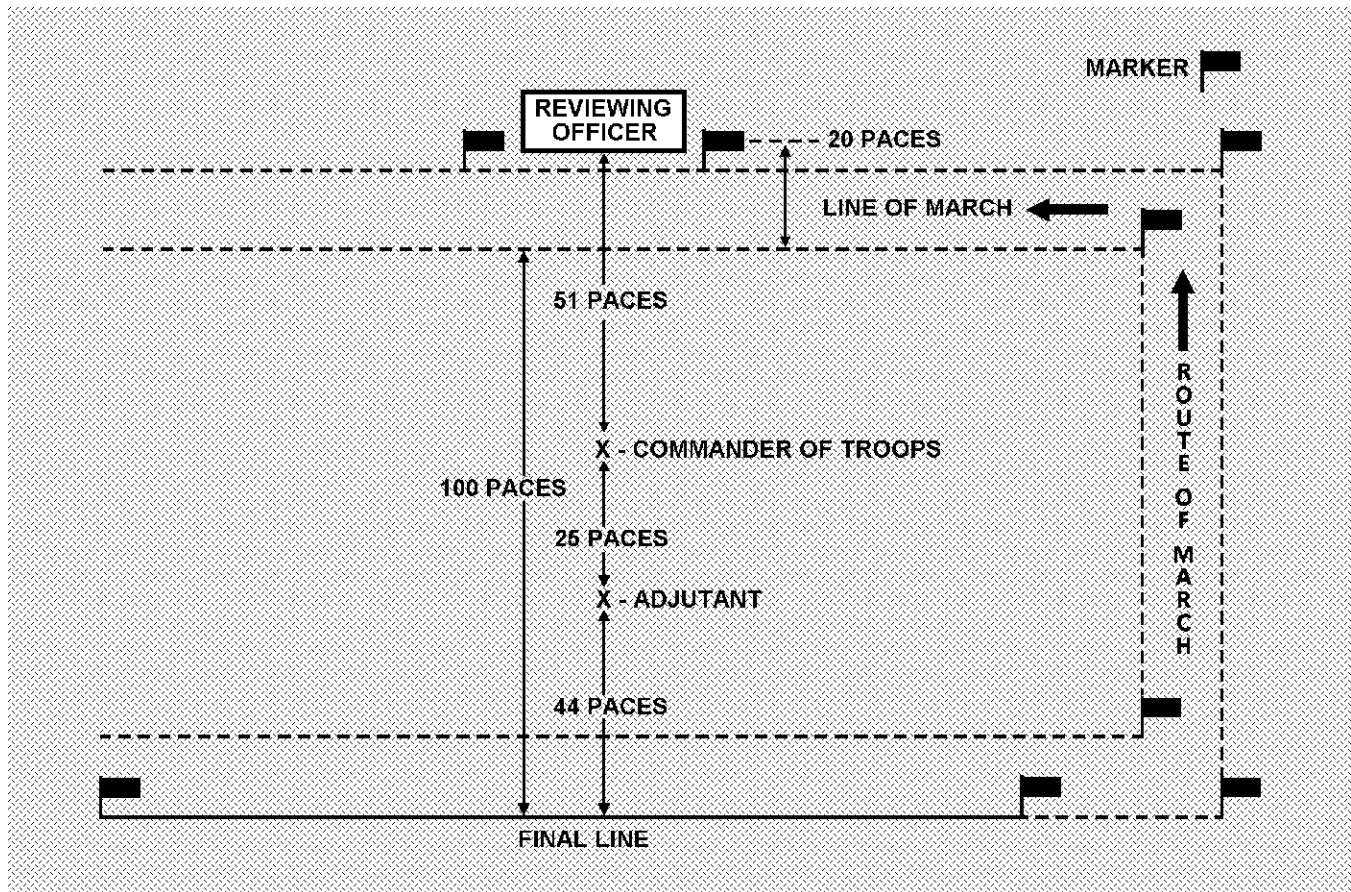 MARKER
REVIEWING
OFFICER
20 PACES
LINE OF MARCH
51 PACES
X - COMMANDER OF TROOPS
100 PACES
25 PACES
X - ADJUTANT
44 PACES
ROUTE OF MARCH
FINAL LINE